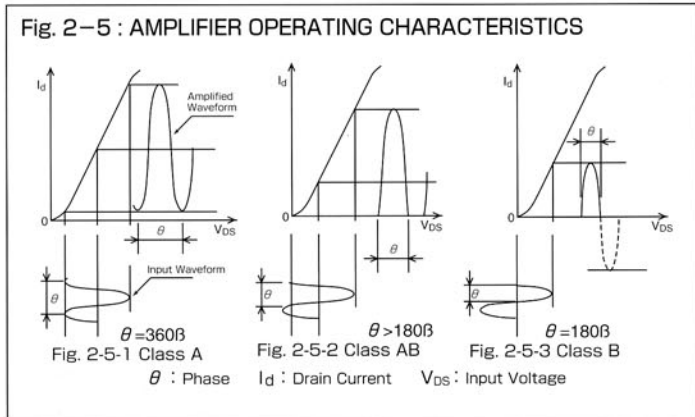 Fig. 2-5 : AMPLIFIER OPERATING CHARACTERISTICS
Id
Amplified
Waveform
0
θ
VDS
Input Waveform
θ
θ=360ß
Fig. 2-5-1 Class A
Id
0
VDS
θ
θ
θ>180ß
Fig. 2-5-2 Class AB
Id
θ
0
VDS
θ
θ=180ß
Fig. 2-5-3 Class B
θ : Phase Id : Drain Current VDS : Input Voltage